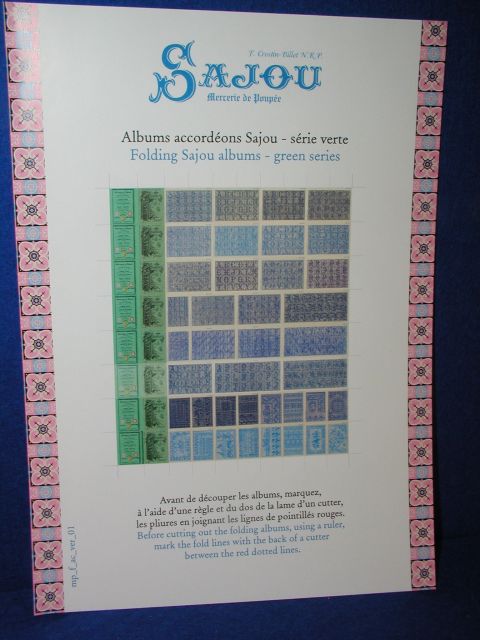 T. Crestin-Billet N.R.P.
SAJOU
Mercerie de Poupée
Albums accordéons Sajou - série verte
Folding Sajou albums - green series
Avant de découper les albums, marquez,
à l'aide d'une règle et du dos de la lame d'un cutter,
les pliures en joignant les lignes de pointillés rouges.
Before cutting out the folding albums, using a ruler,
mark the fold lines with the back of a cutter
between the red dotted lines.
mp_f_ac_ver_01